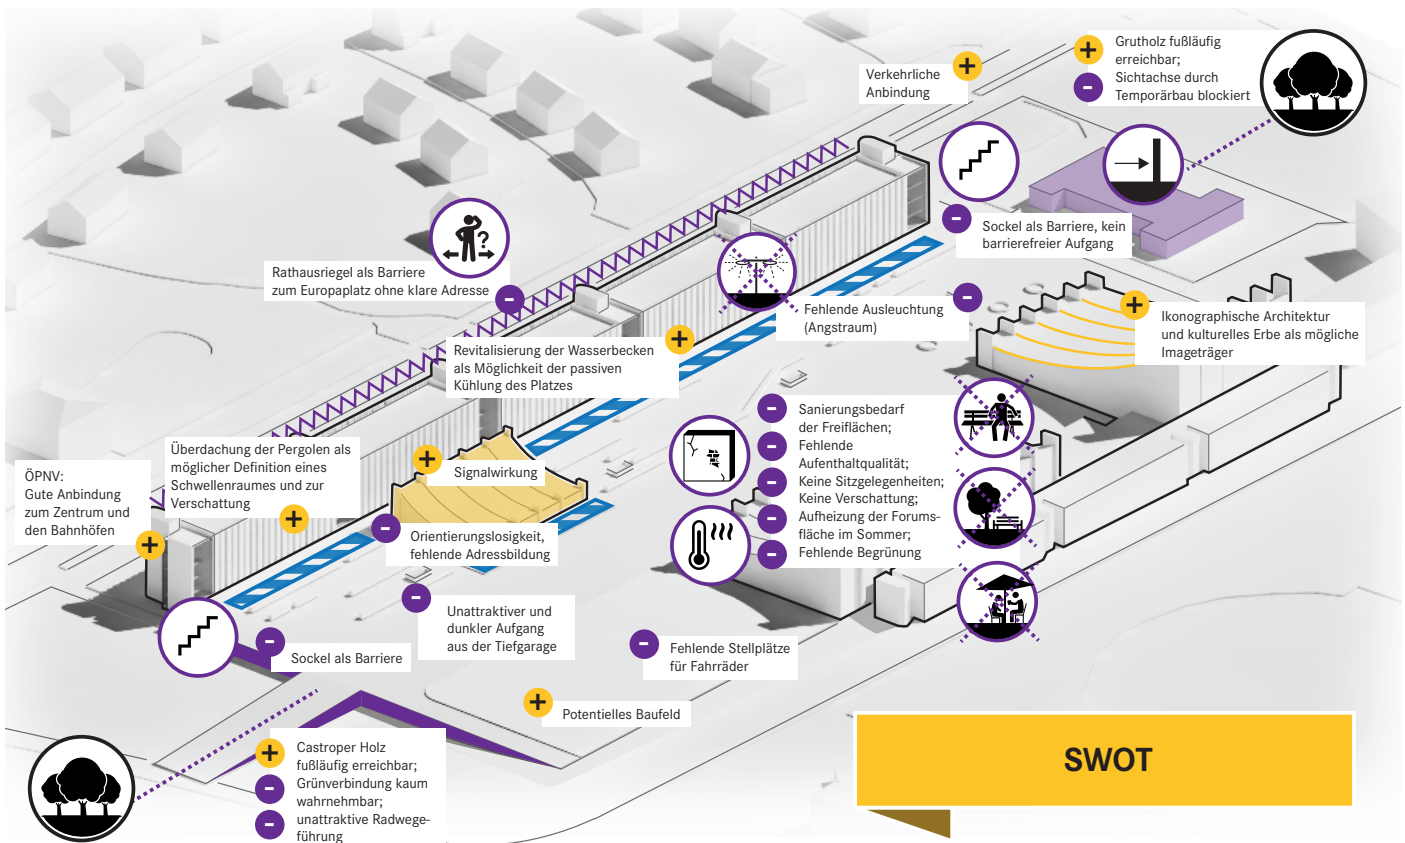 Grutholz fußläufig
erreichbar;
Sichtachse durch
Temporärbau blockiert
Verkehrliche
Anbindung
Sockel als Barriere, kein
barrierefreier Aufgang
?
Rathausriegel als Barriere
zum Europaplatz ohne klare Adresse
Fehlende Ausleuchtung
(Angstraum)
Ikonographische Architektur
und kulturelles Erbe als mögliche
Imageträger
Revitalisierung der Wasserbecken
als Möglichkeit der passiven
Kühlung des Platzes
Sanierungsbedarf
der Freiflächen;
Fehlende
Aufenthaltqualität;
Keine Sitzgelegenheiten;
Keine Verschattung;
Aufheizung der Forums-
fläche im Sommer;
Fehlende Begrünung
Überdachung der Pergolen als
möglicher Definition eines
Schwellenraumes und zur
Verschattung
Signalwirkung
ÖPNV:
Gute Anbindung
zum Zentrum und
den Bahnhöfen
Orientierungslosigkeit,
fehlende Adressbildung
Unattraktiver und
dunkler Aufgang
aus der Tiefgarage
Sockel als Barriere
Fehlende Stellplätze
für Fahrräder
Potentielles Baufeld
Castroper Holz
fußläufig erreichbar;
Grünverbindung kaum
wahrnehmbar;
unattraktive Radwege-
führung
SWOT